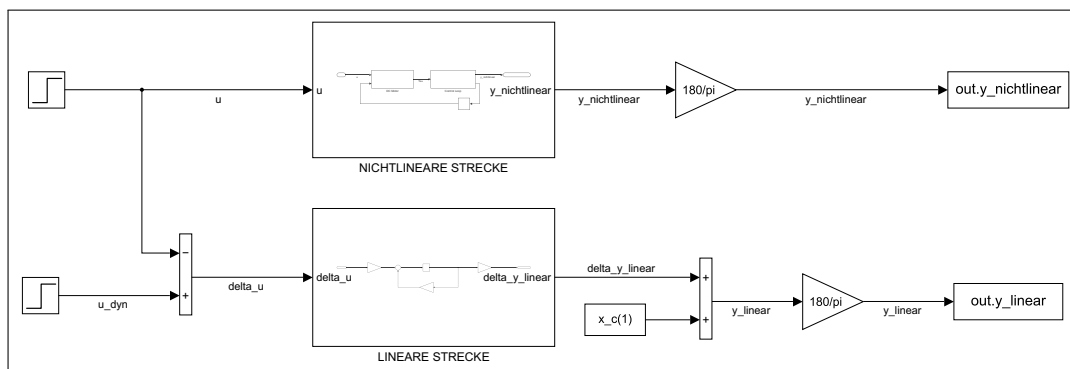 u
u
y_nichtlinear
y_nichtlinear
180/pi
y_nichtlinear
out.y_nichtlinear
NICHTLINEARE STRECKE
−
+
u_dyn
delta_u
delta_u
delta_y_linear
delta_y_linear
x_c(1)
+
+
y_linear
180/pi
y_linear
out.y_linear
LINEARE STRECKE